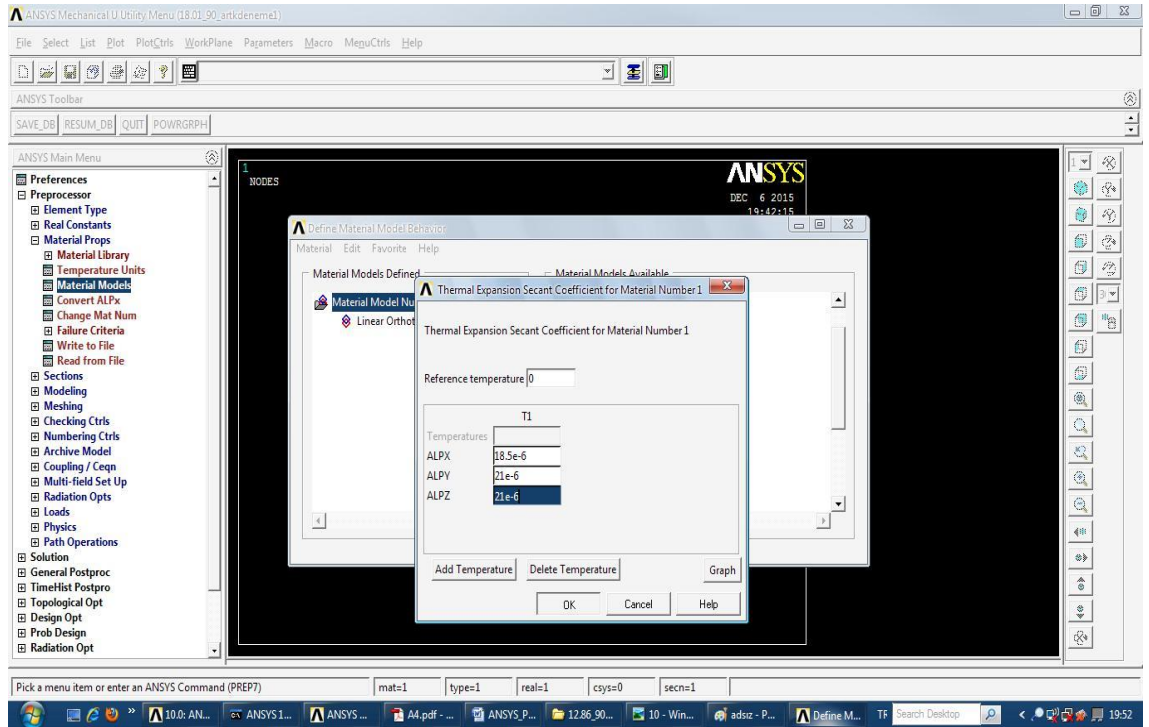 ANSYS Mechanical U Utility Menu (18.01_90_artkdeneme1)
File Select List Plot PlotCtrls WorkPlane Parameters Macro MenuCtrls Help
ANSYS Toolbar
SAVE_DB RESUM_DB QUIT POWRGRPH
ANSYS Main Menu
Preferences
Preprocessor
Element Type
Real Constants
Material Props
Material Library
Temperature Units
Material Models
Convert ALPx
Change Mat Num
Failure Criteria
Write to File
Read from File
Sections
Modeling
Meshing
Checking Ctrls
Numbering Ctrls
Archive Model
Coupling / Ceqn
Multi-field Set Up
Radiation Opts
Loads
Physics
Path Operations
Solution
General Postproc
TimeHist Postpro
Topological Opt
Design Opt
Prob Design
Radiation Opt
1
NODES
ANSYS
DEC 6 2015
19:42:15
Define Material Model Behavior
Material Edit Favorite Help
Material Models Defined
Material Models Available
Material Model Nu
Linear Orthot
Thermal Expansion Secant Coefficient for Material Number 1
Thermal Expansion Secant Coefficient for Material Number 1
Reference temperature 0
T1
Temperatures
ALPX 18.5e-6
ALPY 21e-6
ALPZ 21e-6
Add Temperature Delete Temperature Graph
OK Cancel Help
1
3
Pick a menu item or enter an ANSYS Command (PREP7) mat=1 type=1 real=1 csys=0 secn=1
10.0: AN... ANSYS 1... ANSYS ... A4.pdf - ... ANSYS_P... 12.86_90... 10 - Win... adsız - P... Define M... TF Search Desktop 19:52